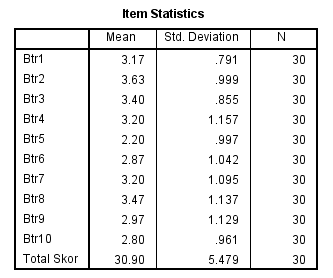 Item Statistics
Mean Std. Deviation N
Btr1 3.17 .791 30
Btr2 3.63 .999 30
Btr3 3.40 .855 30
Btr4 3.20 1.157 30
Btr5 2.20 .997 30
Btr6 2.87 1.042 30
Btr7 3.20 1.095 30
Btr8 3.47 1.137 30
Btr9 2.97 1.129 30
Btr10 2.80 .961 30
Total Skor 30.90 5.479 30